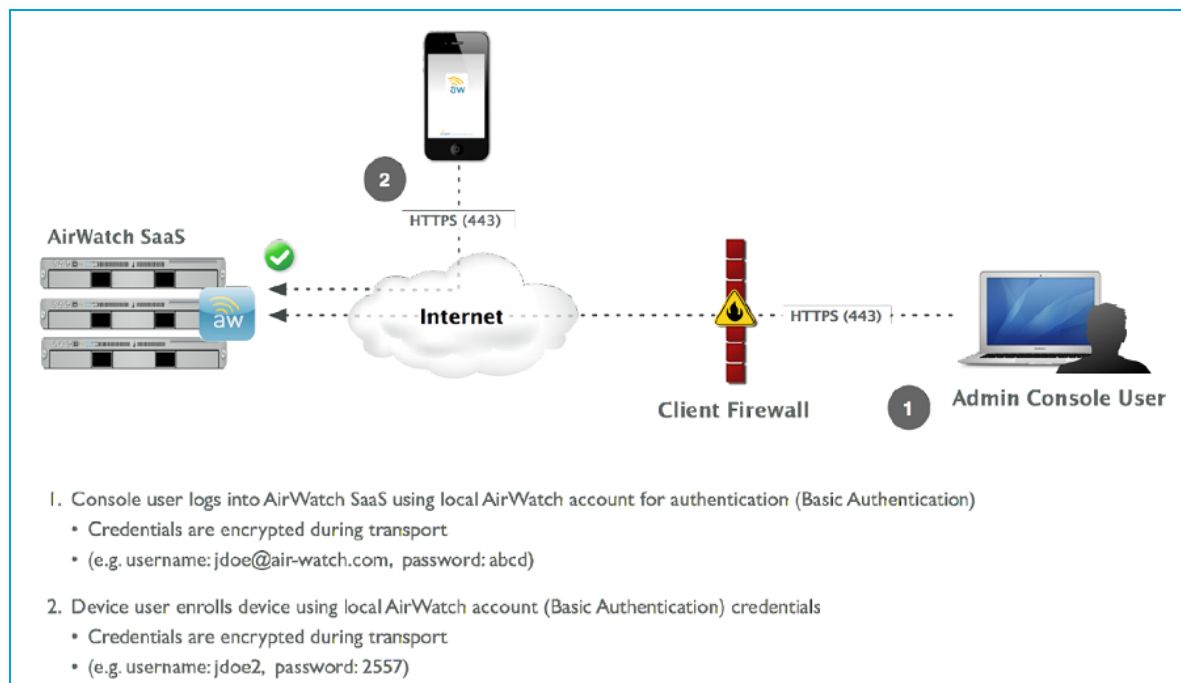 aw
2
HTTPS (443)
AirWatch SaaS
aw
Internet
HTTPS (443)
Client Firewall
1
Admin Console User
1. Console user logs into AirWatch SaaS using local AirWatch account for authentication (Basic Authentication)
• Credentials are encrypted during transport
• (e.g. username: jdoe@air-watch.com, password: abcd)
2. Device user enrolls device using local AirWatch account (Basic Authentication) credentials
• Credentials are encrypted during transport
• (e.g. username: jdoe2, password: 2557)